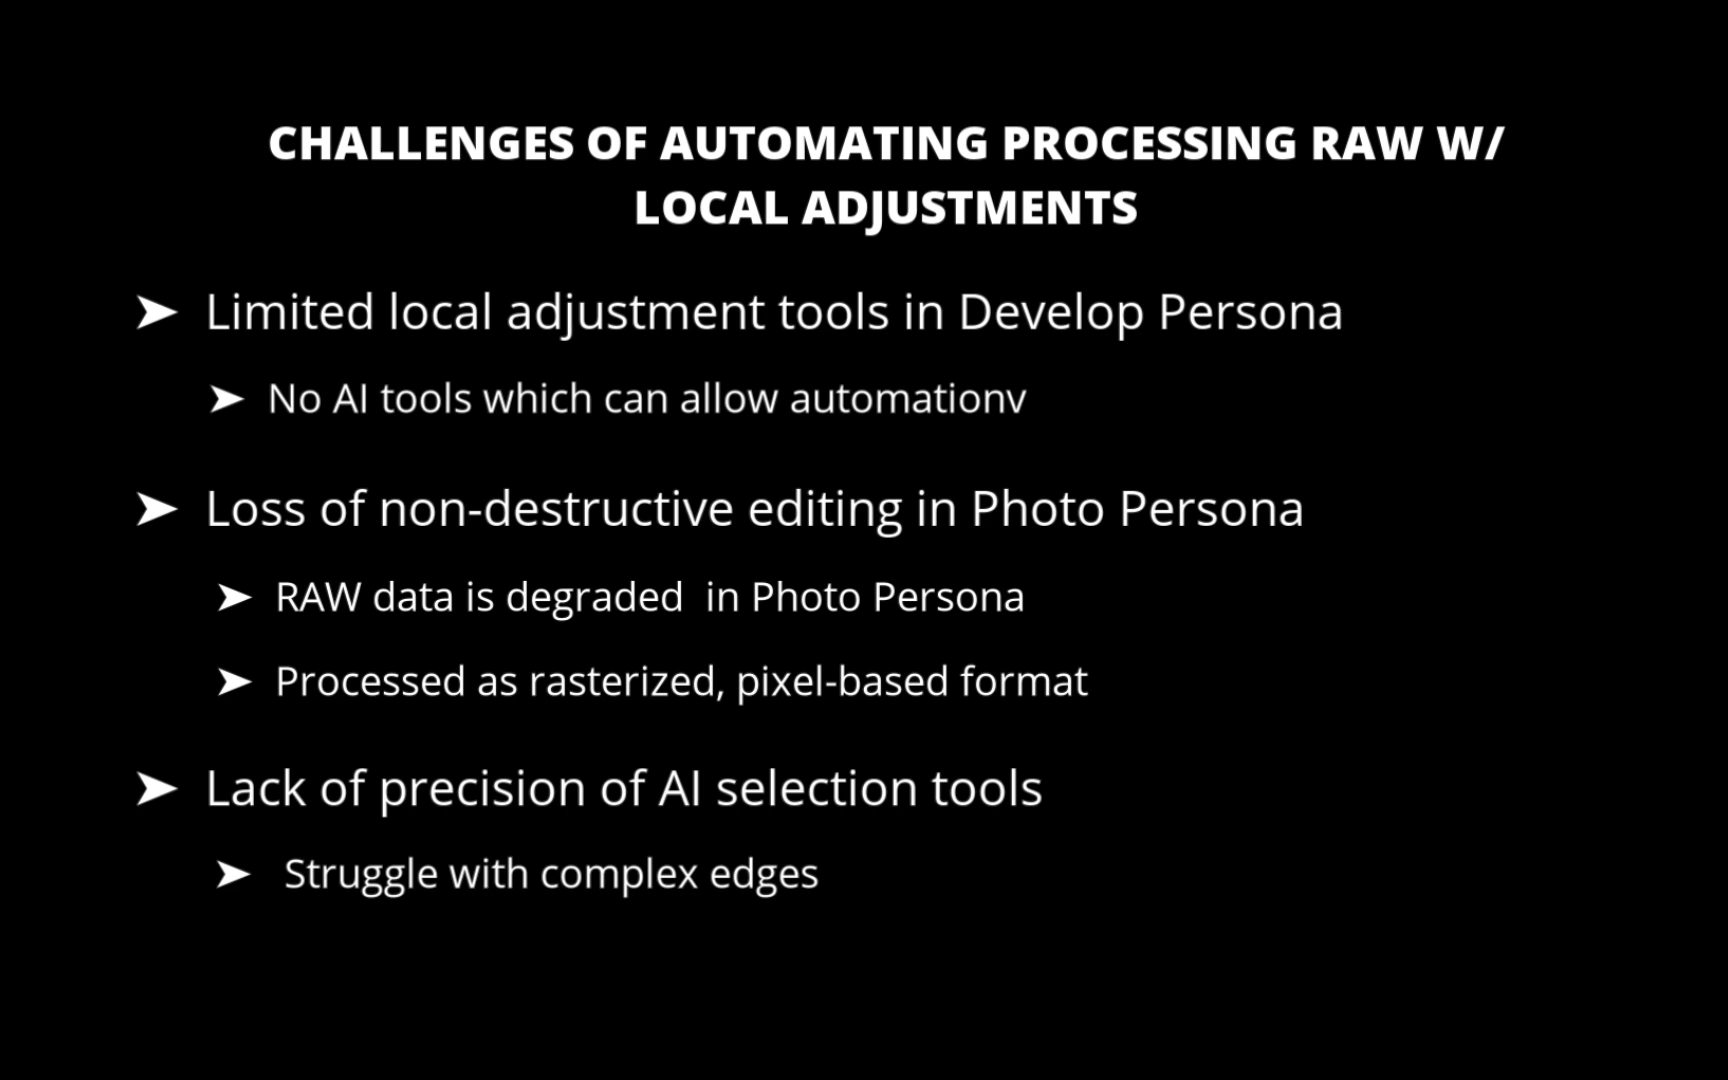 CHALLENGES OF AUTOMATING PROCESSING RAW W/
LOCAL ADJUSTMENTS
➤ Limited local adjustment tools in Develop Persona
➤ No AI tools which can allow automationv
➤ Loss of non-destructive editing in Photo Persona
➤ RAW data is degraded  in Photo Persona
➤ Processed as rasterized, pixel-based format
➤ Lack of precision of AI selection tools
➤ Struggle with complex edges